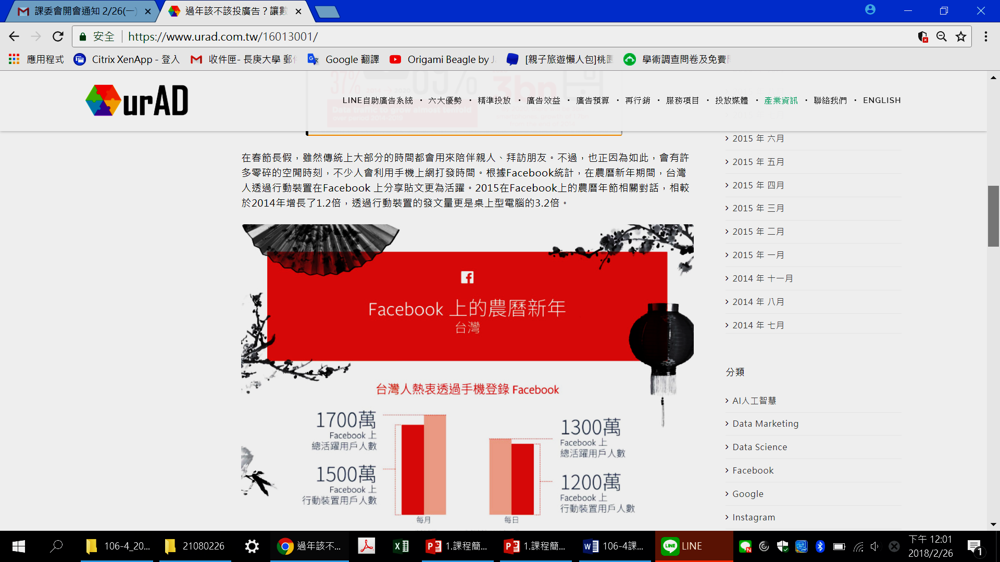 課委會開會通知 2/26(一)
過年該不該投廣告？讓數
安全
https://www.urad.com.tw/16013001/
應用程式
Citrix XenApp - 登入
收件匣- 長庚大學 郵
Google 翻譯
Origami Beagle by
[親子旅遊懶人包]桃園
學術調查問卷及免費
urAD
LINE自助廣告系統 • 六大優勢 • 精準投放 • 廣告效益 • 廣告預算 • 再行銷 • 服務項目 • 投放媒體 • 產業資訊 • 聯絡我們 • ENGLISH
37%
3bn
Data traffic to grow almost tenfold
over period 2014-2019
在春節長假，雖然傳統上大部分的時間都會用來陪伴親人、拜訪朋友。不過，也正因為如此，會有許
多零碎的空閒時刻，不少人會利用手機上網打發時間。根據Facebook統計，在農曆新年期間，台灣
人透過行動裝置在Facebook 上分享貼文更為活躍。2015在Facebook上的農曆年節相關對話，相較
於2014年增長了1.2倍，透過行動裝置的發文量更是桌上型電腦的3.2倍。
Facebook 上的農曆新年
台灣
台灣人熱衷透過手機登錄 Facebook
1700萬
Facebook 上
總活躍用戶人數
1500萬
Facebook 上
行動裝置用戶人數
每月
1300萬
Facebook 上
總活躍用戶人數
1200萬
Facebook 上
行動裝置用戶人數
每日
2015 年 六月
2015 年 五月
2015 年 四月
2015 年 三月
2015 年 二月
2015 年 一月
2014 年 十一月
2014 年 八月
2014 年 七月
分類
AI人工智慧
Data Marketing
Data Science
Facebook
Google
Instagram
106-4_20...
21080226
過年該不...
1.課程簡...
1.課程簡...
106-4課...
LINE
下午 12:01
2018/2/26
1